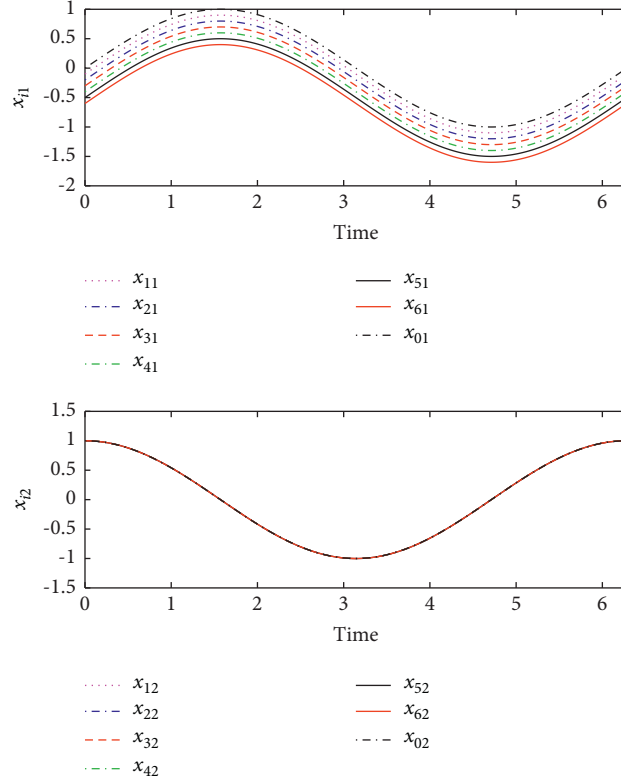 1
0.5
0
-0.5
-1
-1.5
-2
x_{i1}
0 1 2 3 4 5 6
Time
x_{11} x_{51}
x_{21} x_{61}
x_{31} x_{01}
x_{41}
1.5
1
0.5
0
-0.5
-1
-1.5
x_{i2}
0 1 2 3 4 5 6
Time
x_{12} x_{52}
x_{22} x_{62}
x_{32} x_{02}
x_{42}